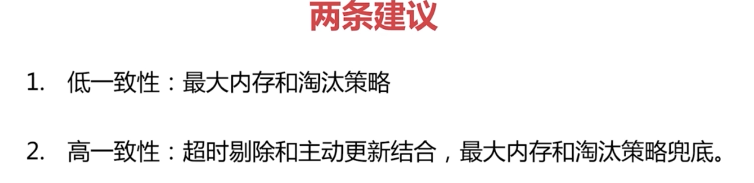 两条建议
1. 低一致性：最大内存和淘汰策略
2. 高一致性：超时剔除和主动更新结合，最大内存和淘汰策略兜底。